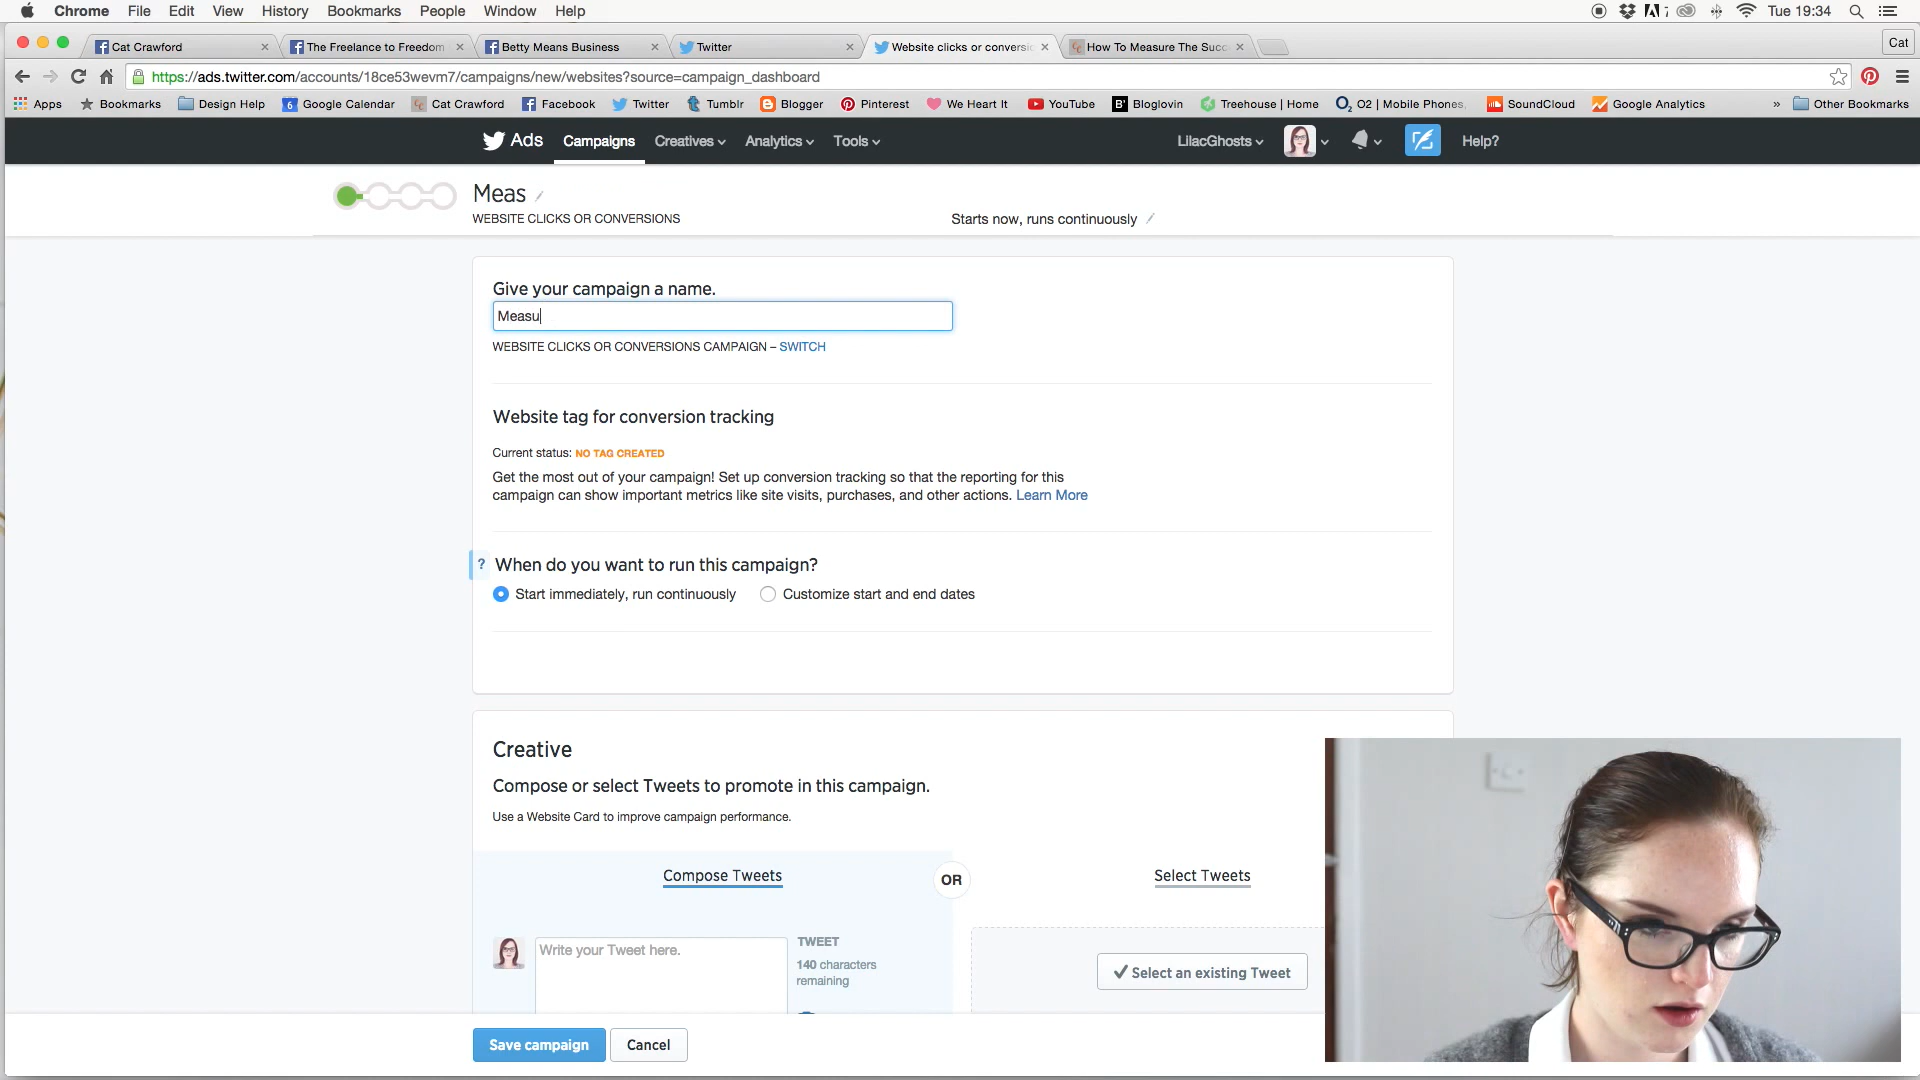 Chrome File Edit View History Bookmarks People Window Help Tue 19:34
Cat Crawford The Freelance to Freedom Betty Means Business Twitter Website clicks or conversi How To Measure The Succ Cat
https://ads.twitter.com/accounts/18ce53wevm7/campaigns/new/websites?source=campaign_dashboard
Apps Bookmarks Design Help Google Calendar Cat Crawford Facebook Twitter Tumblr Blogger Pinterest We Heart It YouTube Bloglovin Treehouse | Home O2 | Mobile Phones, SoundCloud Google Analytics » Other Bookmarks
Ads Campaigns Creatives Analytics Tools LilacGhosts Help?
Meas
WEBSITE CLICKS OR CONVERSIONS Starts now, runs continuously
Give your campaign a name.
Measu
WEBSITE CLICKS OR CONVERSIONS CAMPAIGN – SWITCH
Website tag for conversion tracking
Current status: NO TAG CREATED
Get the most out of your campaign! Set up conversion tracking so that the reporting for this
campaign can show important metrics like site visits, purchases, and other actions. Learn More
? When do you want to run this campaign?
Start immediately, run continuously Customize start and end dates
Creative
Compose or select Tweets to promote in this campaign.
Use a Website Card to improve campaign performance.
Compose Tweets OR Select Tweets
Write your Tweet here. TWEET
140 characters
remaining
Select an existing Tweet
Save campaign Cancel